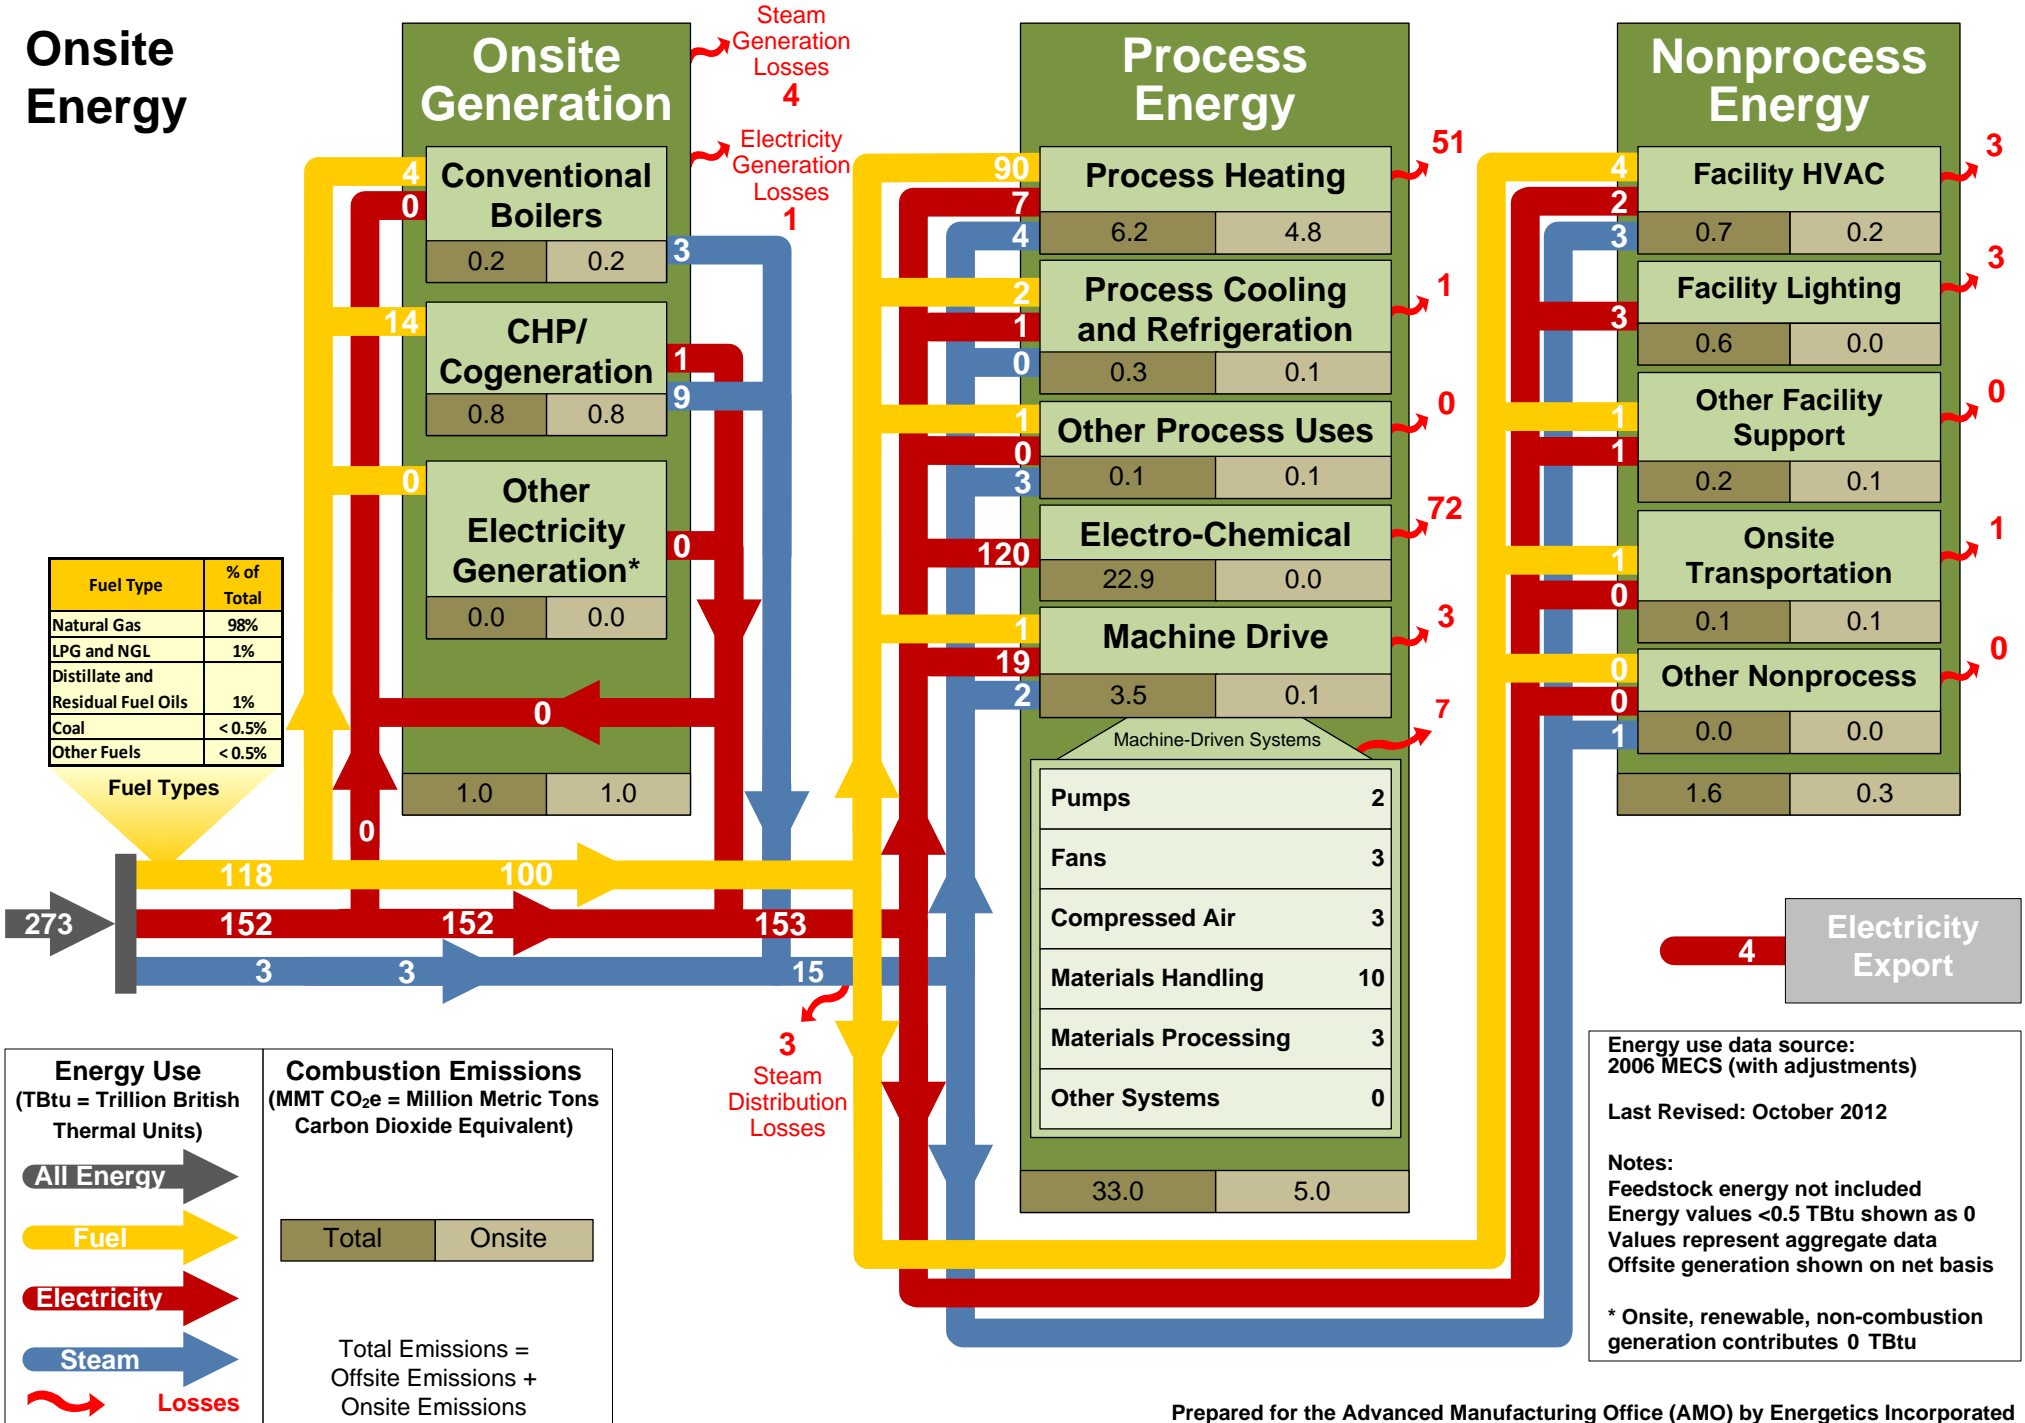 Onsite
Energy
Onsite
Generation
Steam
Generation
Losses
4
Electricity
Generation
Losses
1
4
0
Conventional
Boilers
0.2 0.2
3
14
CHP/
Cogeneration
0.8 0.8
1
9
0
Other
Electricity
Generation*
0.0 0.0
0
0
1.0 1.0
0
Fuel Type % of
Total
Natural Gas 98%
LPG and NGL 1%
Distillate and
Residual Fuel Oils 1%
Coal < 0.5%
Other Fuels < 0.5%
Fuel Types
273
118 100
152 152 153
3 3 15
3
Steam
Distribution
Losses
Process
Energy
90
7
4
Process Heating
6.2 4.8
51
2
1
0
Process Cooling
and Refrigeration
0.3 0.1
1
1
0
3
Other Process Uses
0.1 0.1
0
120
Electro-Chemical
22.9 0.0
72
1
19
2
Machine Drive
3.5 0.1
3
Machine-Driven Systems
7
Pumps 2
Fans 3
Compressed Air 3
Materials Handling 10
Materials Processing 3
Other Systems 0
33.0 5.0
Nonprocess
Energy
4
2
3
Facility HVAC
0.7 0.2
3
3
Facility Lighting
0.6 0.0
3
1
1
Other Facility
Support
0.2 0.1
0
1
0
Onsite
Transportation
0.1 0.1
1
0
0
1
Other Nonprocess
0.0 0.0
0
1.6 0.3
4
Electricity
Export
Energy Use
(TBtu = Trillion British
Thermal Units)
All Energy
Fuel
Electricity
Steam
Losses
Combustion Emissions
(MMT CO₂e = Million Metric Tons
Carbon Dioxide Equivalent)
Total Onsite
Total Emissions =
Offsite Emissions +
Onsite Emissions
Energy use data source:
2006 MECS (with adjustments)
Last Revised: October 2012
Notes:
Feedstock energy not included
Energy values <0.5 TBtu shown as 0
Values represent aggregate data
Offsite generation shown on net basis
* Onsite, renewable, non-combustion
generation contributes 0 TBtu
Prepared for the Advanced Manufacturing Office (AMO) by Energetics Incorporated